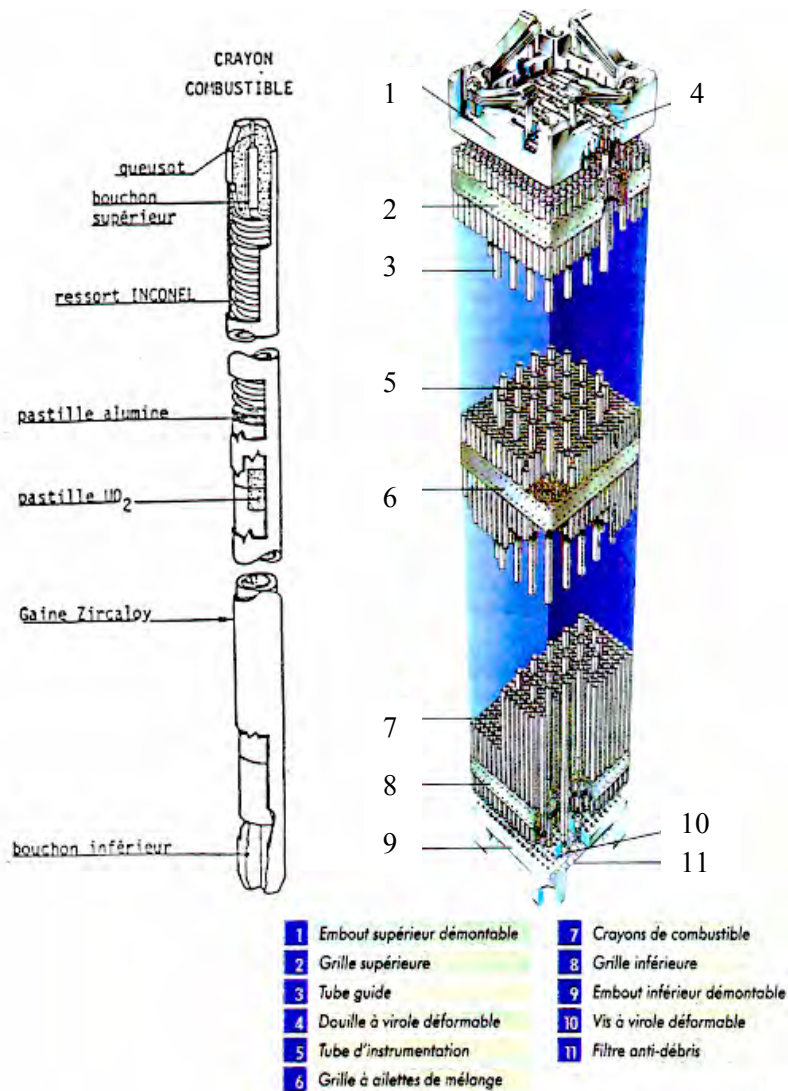 CRAYON
COMBUSTIBLE
queusot
bouchon
supérieur
ressort INCONEL
pastille alumine
pastille UO2
Gaine Zircaloy
bouchon inférieur
1
4
2
3
5
6
7
8
9
10
11
1 Embout supérieur démontable
2 Grille supérieure
3 Tube guide
4 Douille à virole déformable
5 Tube d'instrumentation
6 Grille à ailettes de mélange
7 Crayons de combustible
8 Grille inférieure
9 Embout inférieur démontable
10 Vis à virole déformable
11 Filtre anti-débris